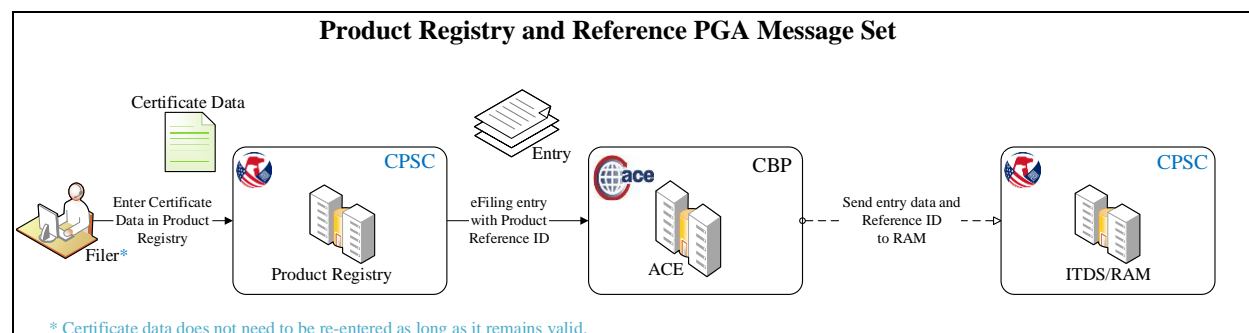 Product Registry and Reference PGA Message Set
Certificate Data
Entry
CPSC
ace
CBP
CPSC
Enter Certificate
Data in Product
Registry
eFiling entry
with Product
Reference ID
Send entry data and
Reference ID
to RAM
Filer*
Product Registry
ACE
ITDS/RAM
* Certificate data does not need to be re-entered as long as it remains valid.